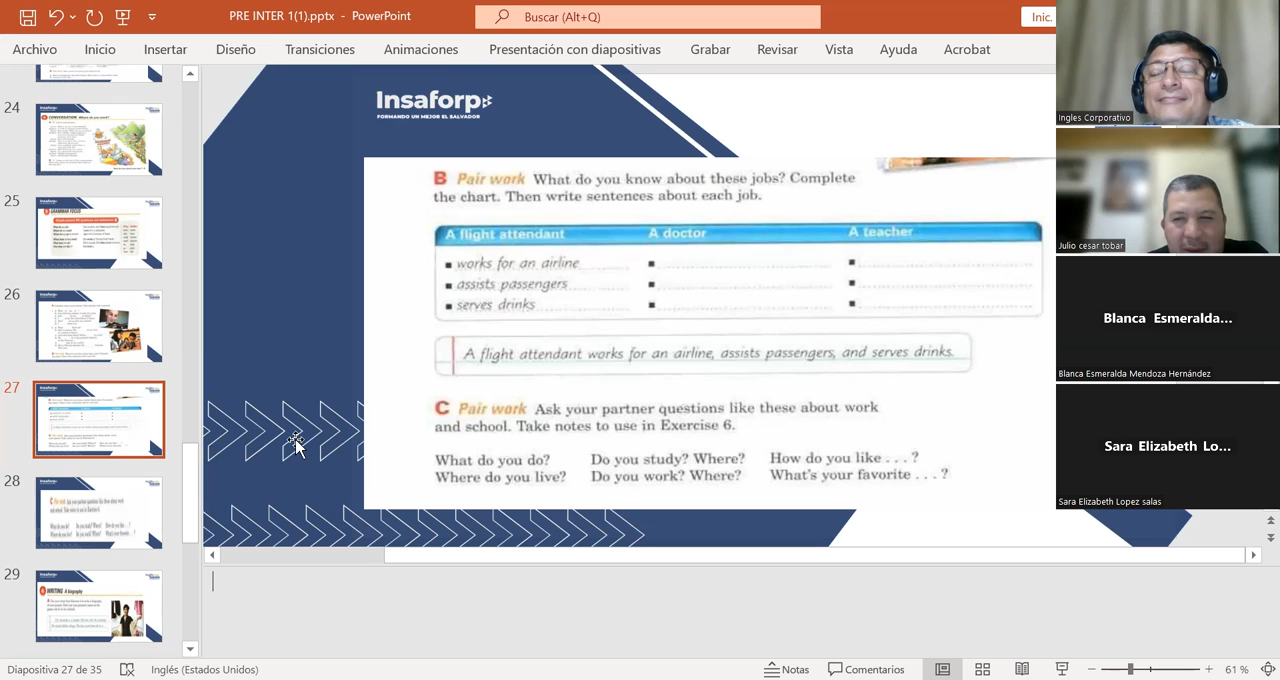 PRE INTER 1(1).pptx - PowerPoint
Buscar (Alt+Q)
Inic.
Archivo Inicio Insertar Diseño Transiciones Animaciones Presentación con diapositivas Grabar Revisar Vista Ayuda Acrobat
24
25
26
27
28
29
Insaforp
FORMANDO UN MEJOR EL SALVADOR
B Pair work What do you know about these jobs? Complete
the chart. Then write sentences about each job.
A flight attendant A doctor A teacher
works for an airline
assists passengers
serves drinks
A flight attendant works for an airline, assists passengers, and serves drinks.
C Pair work Ask your partner questions like these about work
and school. Take notes to use in Exercise 6.
What do you do? Do you study? Where? How do you like . . . ?
Where do you live? Do you work? Where? What's your favorite . . . ?
Ingles Corporativo
Julio cesar tobar
Blanca Esmeralda...
Blanca Esmeralda Mendoza Hernández
Sara Elizabeth Lo...
Sara Elizabeth Lopez salas
Diapositiva 27 de 35 Inglés (Estados Unidos) Notas Comentarios 61 %